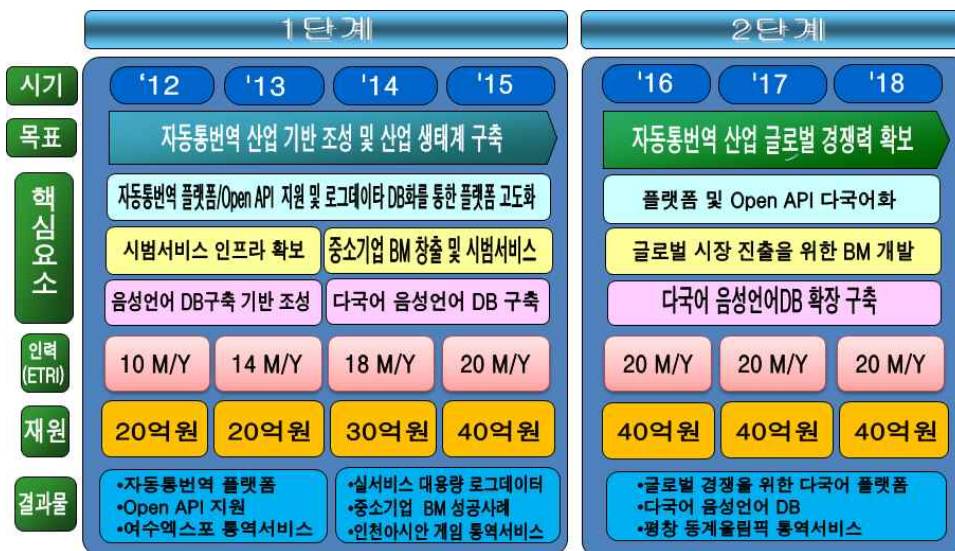 1단계
2단계
시기
'12
'13
'14
'15
'16
'17
'18
목표
자동통번역 산업 기반 조성 및 산업 생태계 구축
자동통번역 산업 글로벌 경쟁력 확보
핵심요소
자동통번역 플랫폼/Open API 지원 및 로그데이타 DB화를 통한 플랫폼 고도화
플랫폼 및 Open API 다국어화
시범서비스 인프라 확보
중소기업 BM 창출 및 시범서비스
글로벌 시장 진출을 위한 BM 개발
음성언어 DB구축 기반 조성
다국어 음성언어 DB 구축
다국어 음성언어DB 확장 구축
인력
(ETRI)
10 M/Y
14 M/Y
18 M/Y
20 M/Y
20 M/Y
20 M/Y
20 M/Y
재원
20억원
20억원
30억원
40억원
40억원
40억원
40억원
결과물
•자동통번역 플랫폼
•Open API 지원
•여수엑스포 통역서비스
•실서비스 대용량 로그데이터
•중소기업 BM 성공사례
•인천아시안 게임 통역서비스
•글로벌 경쟁을 위한 다국어 플랫폼
•다국어 음성언어 DB
•평창 동계올림픽 통역서비스